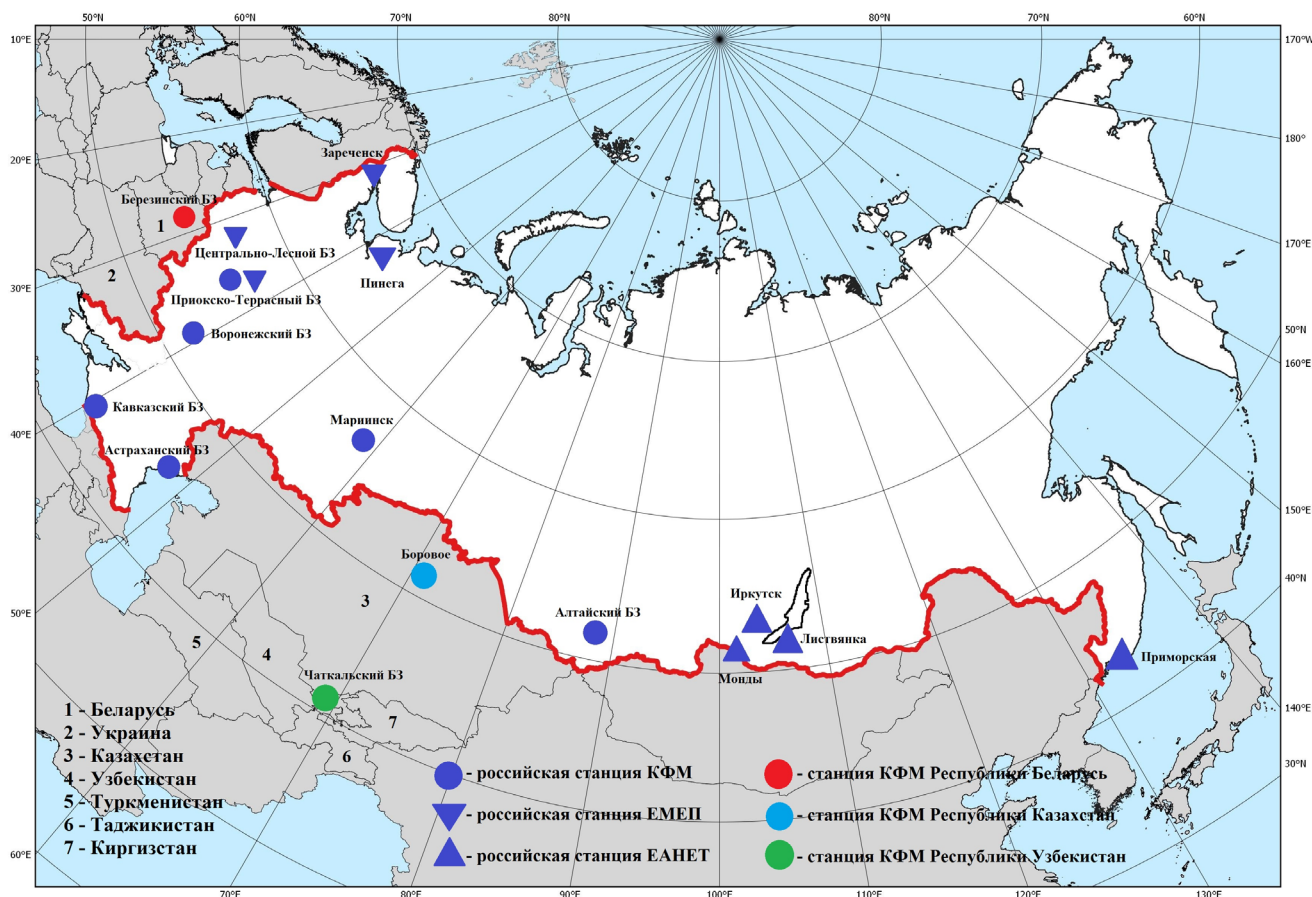 50°N
60°N
70°N
80°N
80°N
70°N
60°N
10°E
170°W
20°E
180°
30°E
170°E
50°N
160°E
40°E
150°E
40°N
50°E
140°E
30°N
60°E
70°E
80°E
90°E
100°E
110°E
120°E
130°E
Зареченск
Березинский БЗ
1
Центрально-Лесной БЗ
2
Пинега
Приокско-Террасный БЗ
Воронежский БЗ
Кавказский БЗ
Мариинск
Астраханский БЗ
Боровое
3
Иркутск
Алтайский БЗ
Листвянка
5
4
Монды
Приморская
Чаткальский БЗ
7
6
1 - Беларусь
2 - Украина
3 - Казахстан
4 - Узбекистан
5 - Туркменистан
6 - Таджикистан
7 - Киргизстан
- российская станция КФМ
- российская станция ЕМЕП
- российская станция ЕАНЕТ
- станция КФМ Республики Беларусь
- станция КФМ Республики Казахстан
- станция КФМ Республики Узбекистан